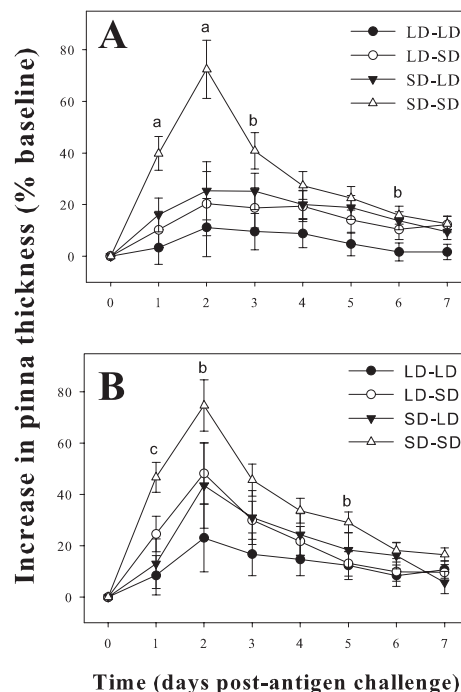 Increase in pinna thickness (% baseline)
A
LD-LD
LD-SD
SD-LD
SD-SD
80
60
40
20
0
a
a
b
b
0 1 2 3 4 5 6 7
B
LD-LD
LD-SD
SD-LD
SD-SD
80
60
40
20
0
c
b
b
0 1 2 3 4 5 6 7
Time (days post-antigen challenge)